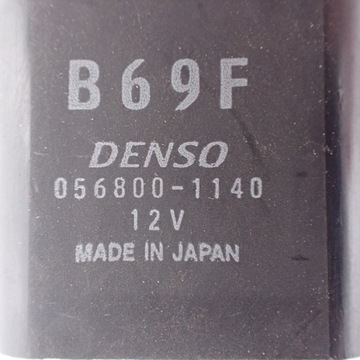 B69F
DENSO
056800-1140
12V
MADE IN JAPAN